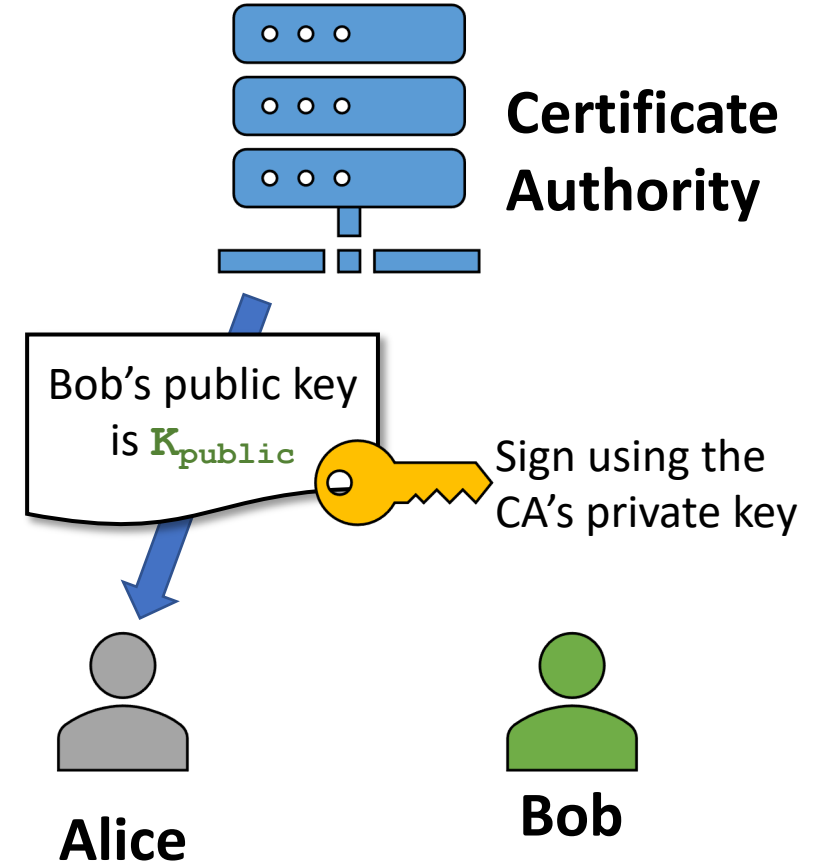 Certificate
Authority
Bob’s public key
is Kpublic
Sign using the
CA’s private key
Alice
Bob